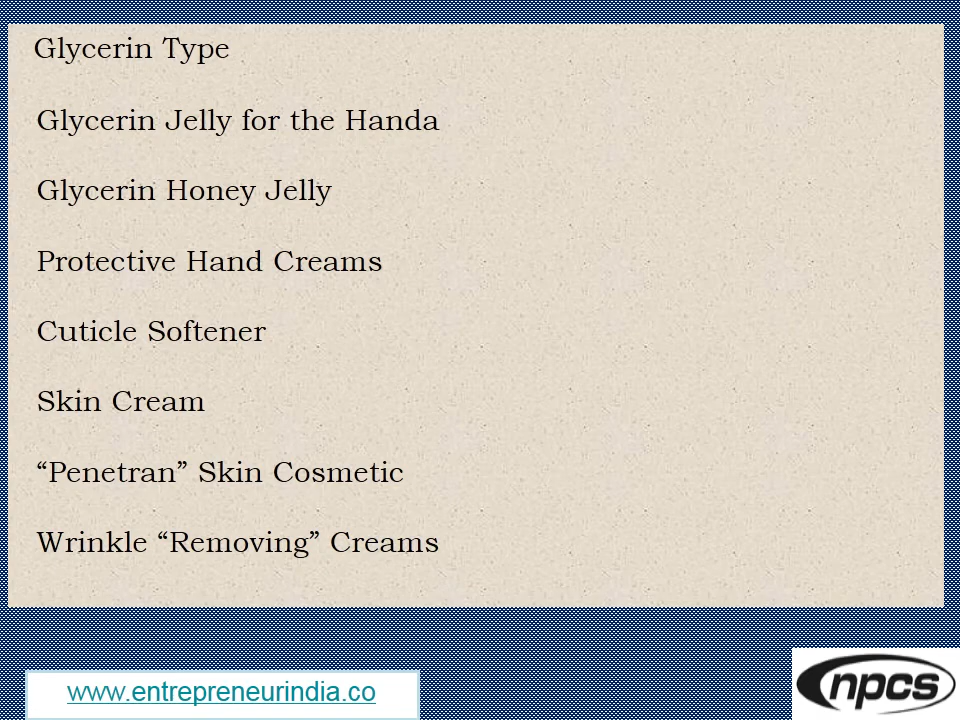 Glycerin Type
Glycerin Jelly for the Handa
Glycerin Honey Jelly
Protective Hand Creams
Cuticle Softener
Skin Cream
“Penetran” Skin Cosmetic
Wrinkle “Removing” Creams
www.entrepreneurindia.co
npcs